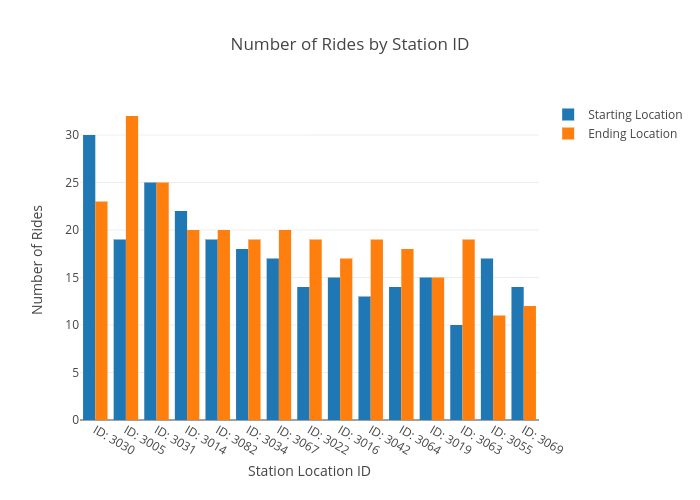 Number of Rides by Station ID
Starting Location
Ending Location
Number of Rides
30
25
20
15
10
5
0
ID: 3030
ID: 3005
ID: 3031
ID: 3014
ID: 3082
ID: 3034
ID: 3067
ID: 3022
ID: 3016
ID: 3042
ID: 3064
ID: 3019
ID: 3063
ID: 3055
ID: 3069
Station Location ID